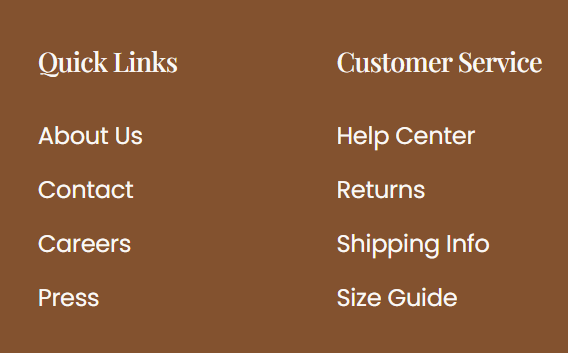 Quick Links
About Us
Contact
Careers
Press
Customer Service
Help Center
Returns
Shipping Info
Size Guide